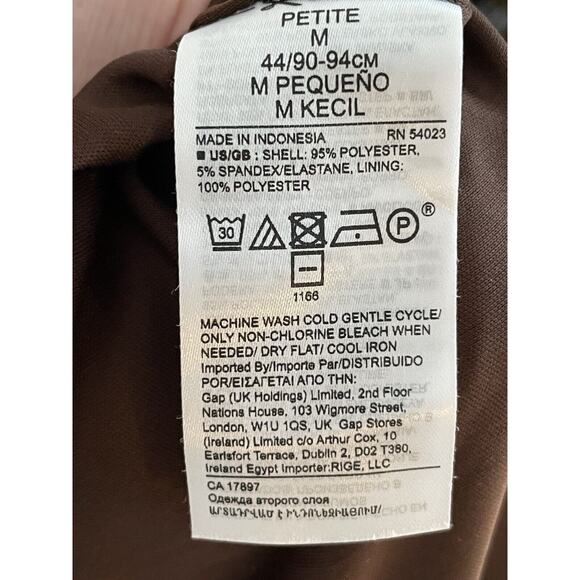 PETITE
M
44/90-94CM
M PEQUEÑO
M KECIL
MADE IN INDONESIA RN 54023
■ US/GB : SHELL: 95% POLYESTER,
5% SPANDEX/ELASTANE, LINING:
100% POLYESTER
30 P ®
1166
MACHINE WASH COLD GENTLE CYCLE/
ONLY NON-CHLORINE BLEACH WHEN
NEEDED/ DRY FLAT/ COOL IRON
Imported By/Importe Par/DISTRIBUIDO
POR/ΕΙΣΑΓΕΤΑΙ ΑΠΟ ΤΗΝ:
Gap (UK Holdings) Limited, 2nd Floor
Nations House, 103 Wigmore Street,
London, W1U 1QS, UK Gap Stores
(Ireland) Limited c/o Arthur Cox, 10
Earlsfort Terrace, Dublin 2, D02 T380,
Ireland Egypt Importer:RIGE, LLC
CA 17897
Одежда второго слоя
ԱՐՏԱԴՐՎԱԾ Է ԻՆԴՈՆԵԶԻԱՅՈՒՄ/